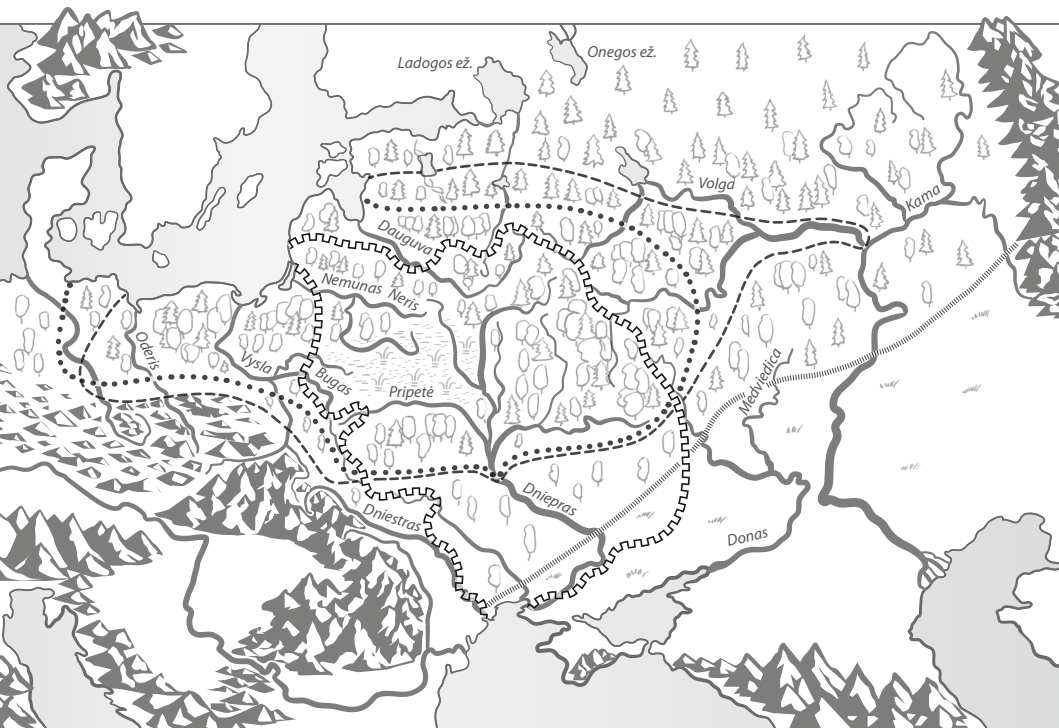 Onegos ež.
Ladogos ež.
Volga
Kama
Dauguva
Nemunas
Neris
Oderis
Vysla
Bugas
Pripetė
Medviedica
Dniepras
Dniestras
Donas